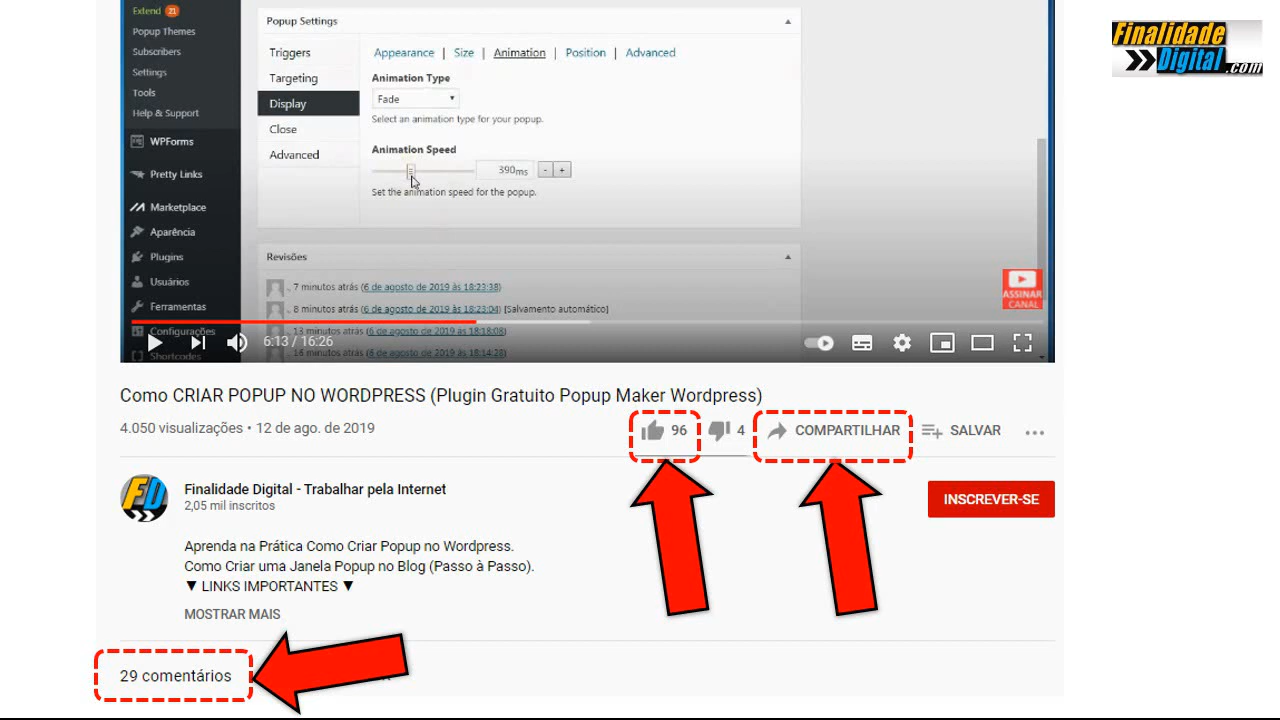 Extend 21
Popup Themes
Subscribers
Settings
Tools
Help & Support
WPForms
Pretty Links
Marketplace
Aparência
Plugins
Usuários
Ferramentas
Configurações
Shortcodes
Popup Settings
Triggers
Targeting
Display
Close
Advanced
Appearance | Size | Animation | Position | Advanced
Animation Type
Fade
Select an animation type for your popup.
Animation Speed
390ms - +
Set the animation speed for the popup.
Revisões
, 7 minutos atrás (6 de agosto de 2019 às 18:23:38)
, 8 minutos atrás (6 de agosto de 2019 às 18:23:04) [Salvamento automático]
, 13 minutos atrás (6 de agosto de 2019 às 18:18:08)
, 16 minutos atrás (6 de agosto de 2019 às 18:14:28)
ASSINAR
CANAL
6:13 / 16:26
Finalidade
Digital .com
Como CRIAR POPUP NO WORDPRESS (Plugin Gratuito Popup Maker Wordpress)
4.050 visualizações • 12 de ago. de 2019
96 4 COMPARTILHAR SALVAR ...
FD
Finalidade Digital - Trabalhar pela Internet
2,05 mil inscritos
INSCREVER-SE
Aprenda na Prática Como Criar Popup no Wordpress.
Como Criar uma Janela Popup no Blog (Passo à Passo).
▼ LINKS IMPORTANTES ▼
MOSTRAR MAIS
29 comentários